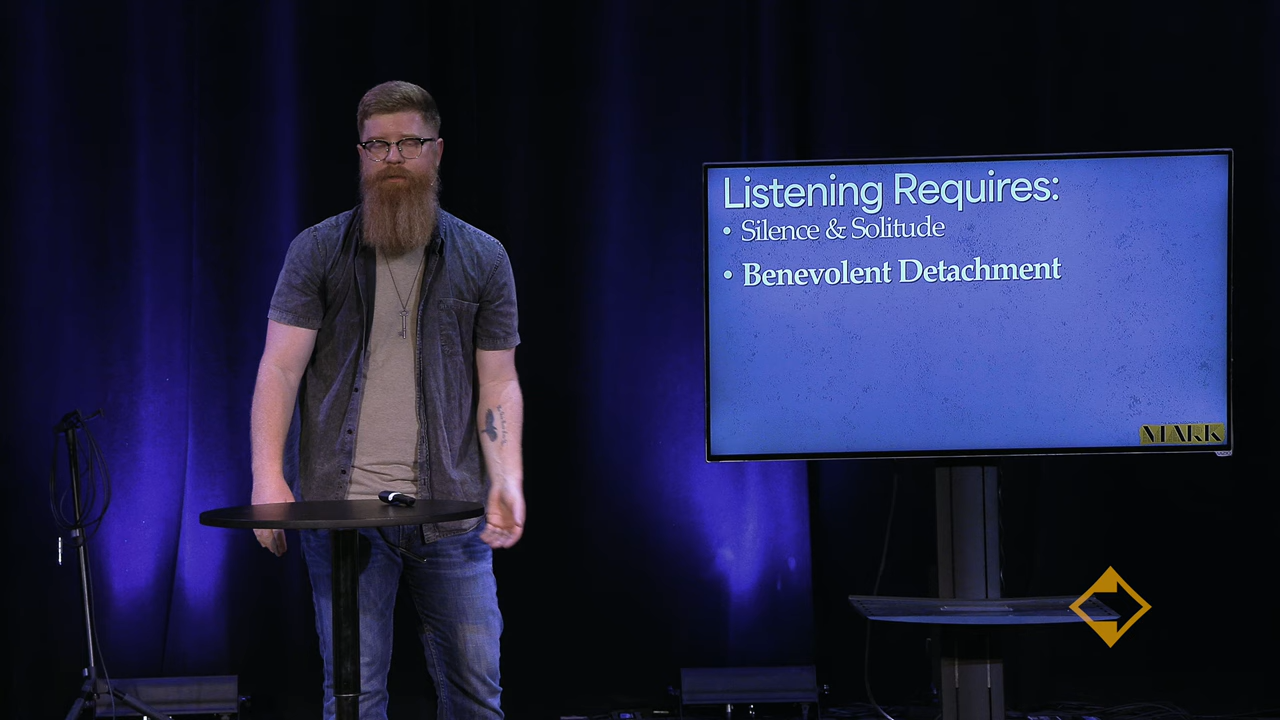 Listening Requires:
• Silence & Solitude
• Benevolent Detachment
MARK